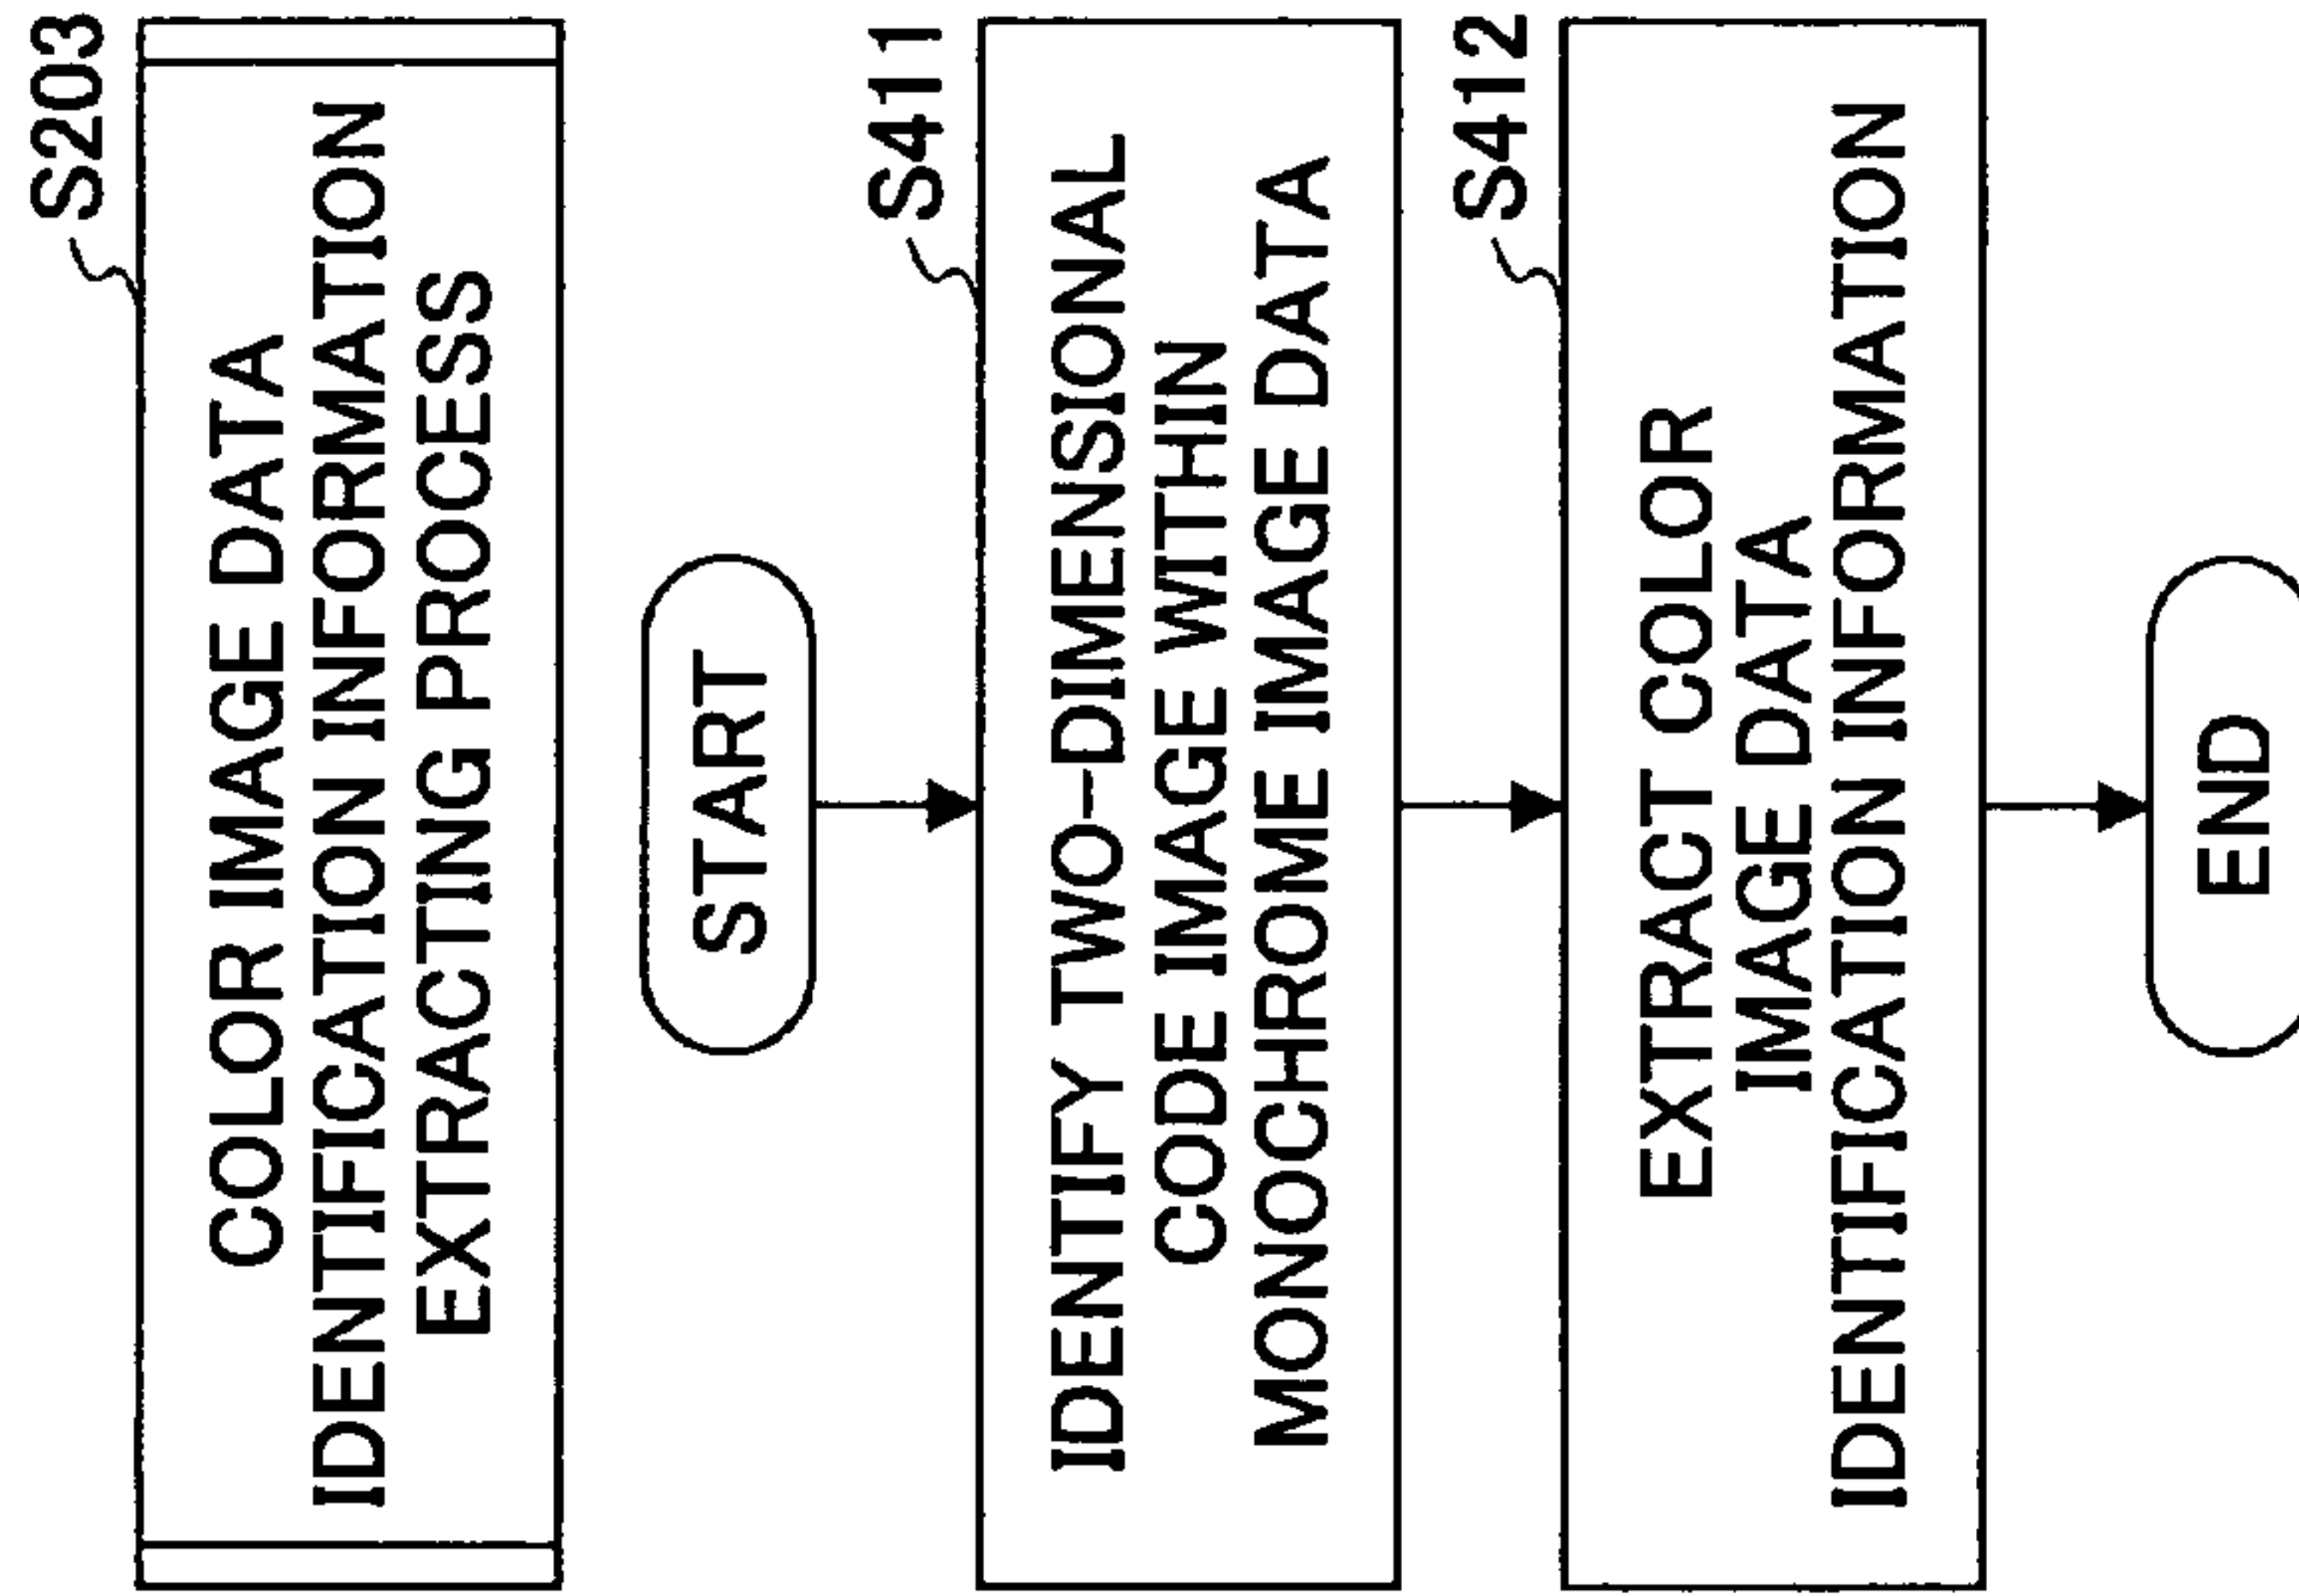 S203
COLOR IMAGE DATA
IDENTIFICATION INFORMATION
EXTRACTING PROCESS
START
S411
IDENTIFY TWO-DIMENSIONAL
CODE IMAGE WITHIN
MONOCHROME IMAGE DATA
S412
EXTRACT COLOR
IMAGE DATA
IDENTIFICATION INFORMATION
END